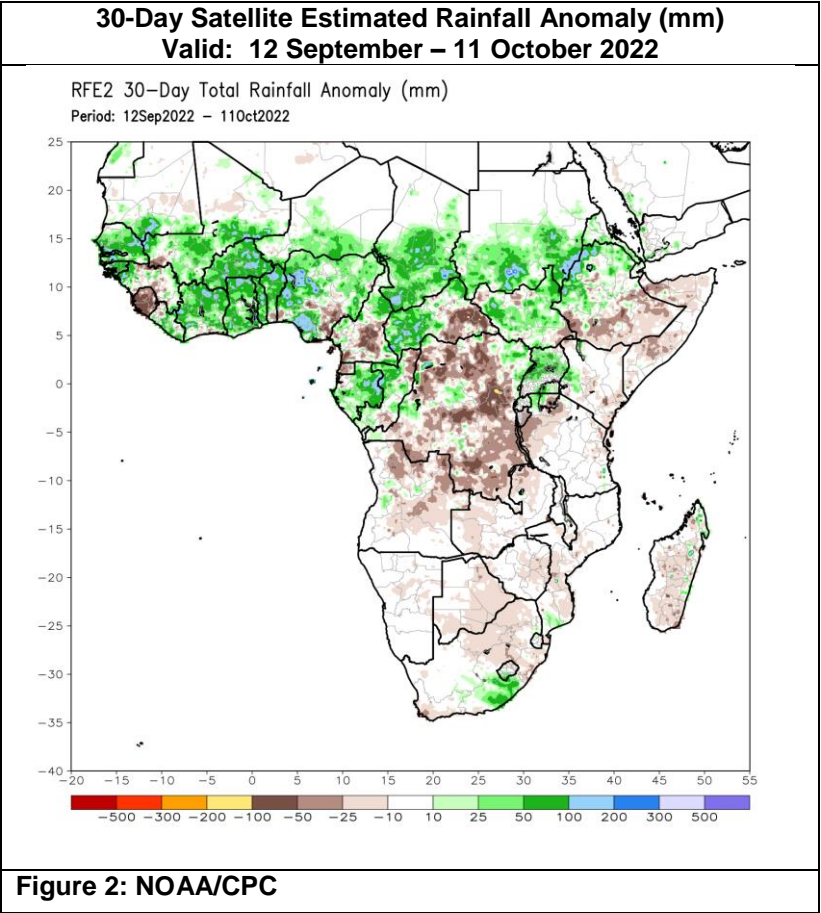 30-Day Satellite Estimated Rainfall Anomaly (mm)
Valid:  12 September – 11 October 2022
RFE2 30-Day Total Rainfall Anomaly (mm)
Period: 12Sep2022 - 11Oct2022
25
20
15
10
5
0
-5
-10
-15
-20
-25
-30
-35
-40
-20 -15 -10 -5 0 5 10 15 20 25 30 35 40 45 50 55
-500 -300 -200 -100 -50 -25 -10 10 25 50 100 200 300 500
Figure 2: NOAA/CPC